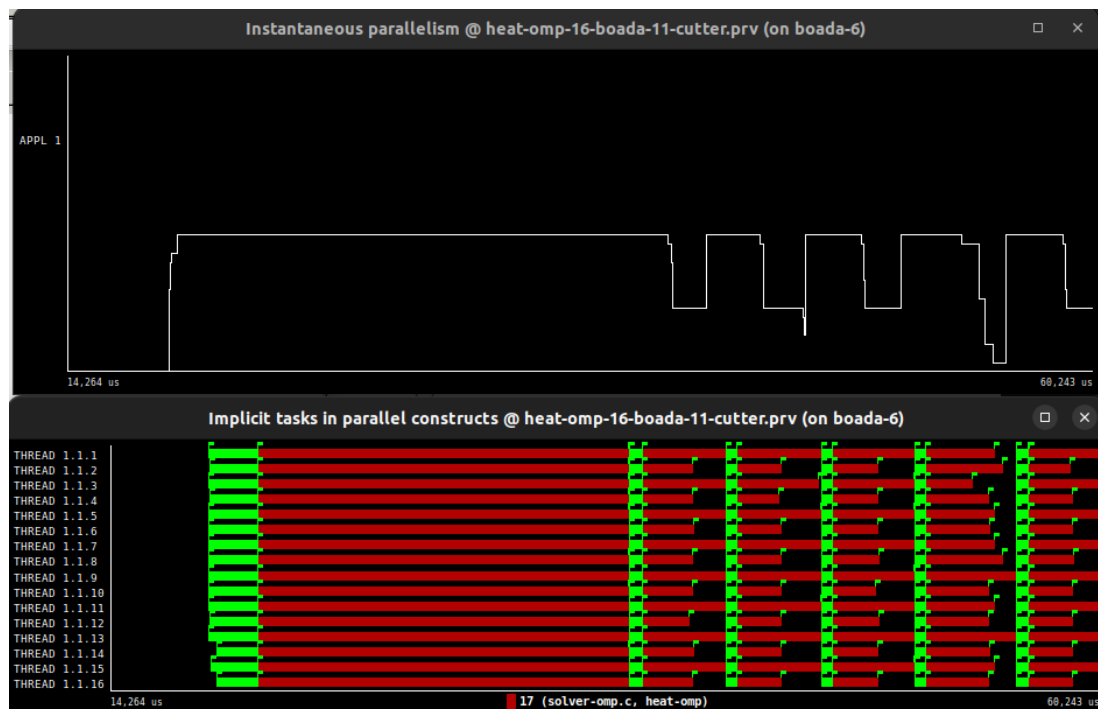 Instantaneous parallelism @ heat-omp-16-boada-11-cutter.prv (on boada-6)
APPL 1
14,264 us
60,243 us
Implicit tasks in parallel constructs @ heat-omp-16-boada-11-cutter.prv (on boada-6)
THREAD 1.1.1
THREAD 1.1.2
THREAD 1.1.3
THREAD 1.1.4
THREAD 1.1.5
THREAD 1.1.6
THREAD 1.1.7
THREAD 1.1.8
THREAD 1.1.9
THREAD 1.1.10
THREAD 1.1.11
THREAD 1.1.12
THREAD 1.1.13
THREAD 1.1.14
THREAD 1.1.15
THREAD 1.1.16
14,264 us
17 (solver-omp.c, heat-omp)
60,243 us